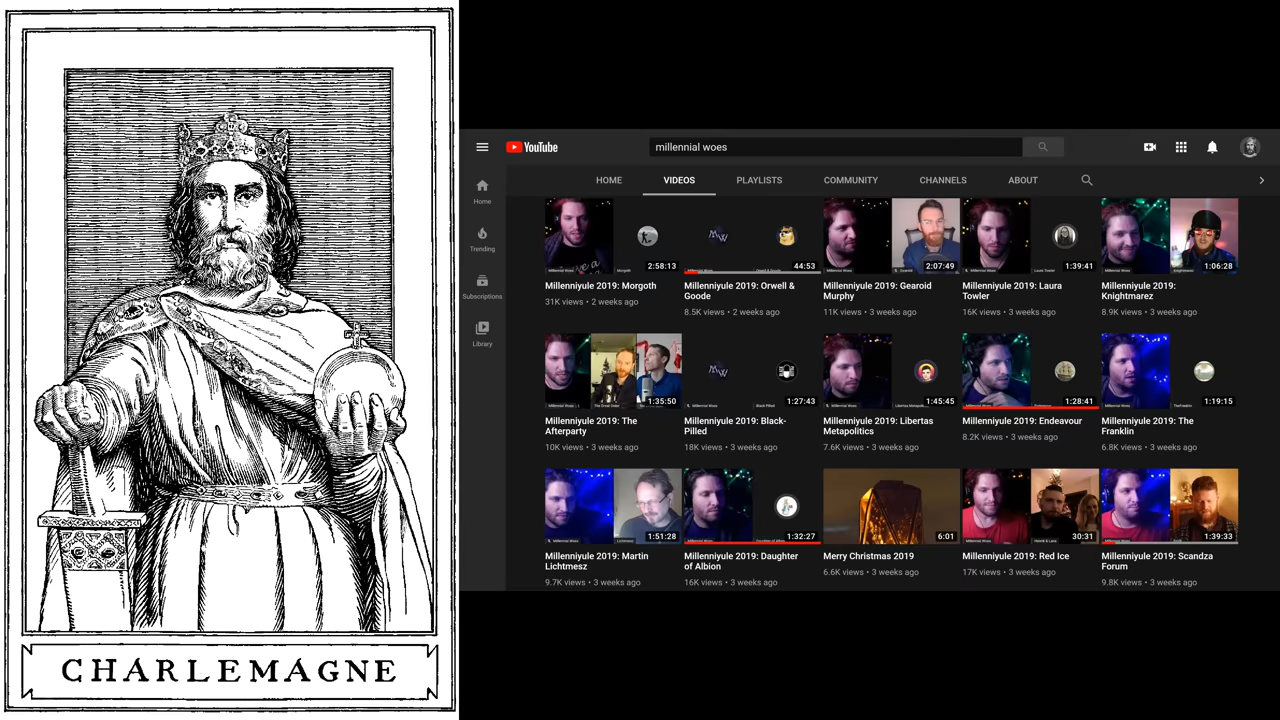 CHARLEMAGNE
YouTube
millennial woes
HOME
VIDEOS
PLAYLISTS
COMMUNITY
CHANNELS
ABOUT
Home
Trending
Subscriptions
Library
2:58:13
44:53
2:07:49
1:39:41
1:06:28
Millenniyule 2019: Morgoth
31K views • 2 weeks ago
Millenniyule 2019: Orwell &
Goode
8.5K views • 2 weeks ago
Millenniyule 2019: Gearoid
Murphy
11K views • 3 weeks ago
Millenniyule 2019: Laura
Towler
16K views • 3 weeks ago
Millenniyule 2019:
Knightmarez
8.9K views • 3 weeks ago
1:35:50
1:27:43
1:45:45
1:28:41
1:19:15
Millenniyule 2019: The
Afterparty
10K views • 3 weeks ago
Millenniyule 2019: Black-
Pilled
18K views • 3 weeks ago
Millenniyule 2019: Libertas
Metapolitics
7.6K views • 3 weeks ago
Millenniyule 2019: Endeavour
8.2K views • 3 weeks ago
Millenniyule 2019: The
Franklin
6.8K views • 3 weeks ago
1:51:28
1:32:27
6:01
30:31
1:39:33
Millenniyule 2019: Martin
Lichtmesz
9.7K views • 3 weeks ago
Millenniyule 2019: Daughter
of Albion
16K views • 3 weeks ago
Merry Christmas 2019
6.6K views • 3 weeks ago
Millenniyule 2019: Red Ice
17K views • 3 weeks ago
Millenniyule 2019: Scandza
Forum
9.8K views • 3 weeks ago